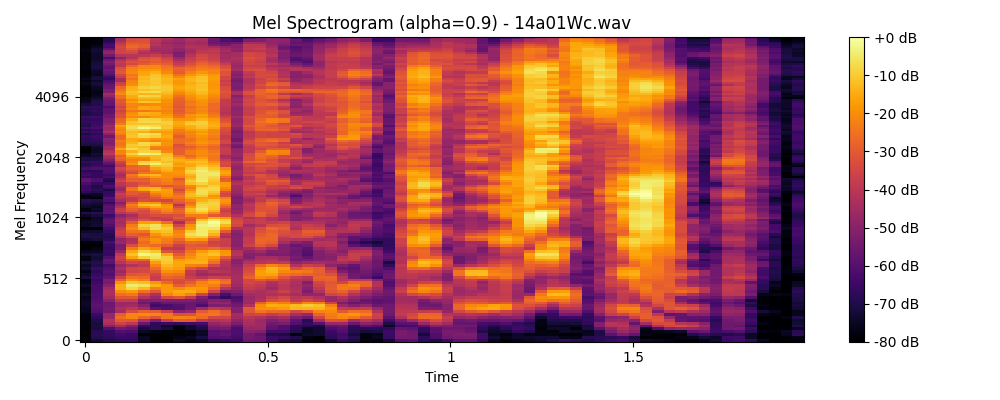 Mel Spectrogram (alpha=0.9) - 14a01Wc.wav
Mel Frequency
4096
2048
1024
512
0
0
0.5
1
1.5
Time
+0 dB
-10 dB
-20 dB
-30 dB
-40 dB
-50 dB
-60 dB
-70 dB
-80 dB